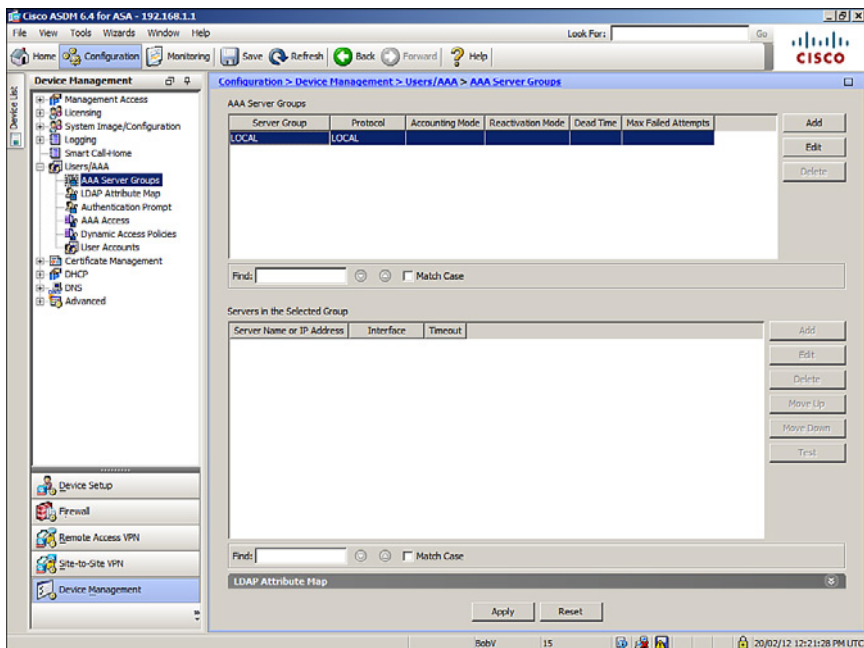 Cisco ASDM 6.4 for ASA - 192.168.1.1
File View Tools Wizards Window Help
Look For:
Go
Home Configuration Monitoring Save Refresh Back Forward Help
CISCO
Device List
Device Management
Management Access
Licensing
System Image/Configuration
Logging
Smart Call-Home
Users/AAA
AAA Server Groups
LDAP Attribute Map
Authentication Prompt
AAA Access
Dynamic Access Policies
User Accounts
Certificate Management
DHCP
DNS
Advanced
Device Setup
Firewall
Remote Access VPN
Site-to-Site VPN
Device Management
Configuration > Device Management > Users/AAA > AAA Server Groups
AAA Server Groups
Server Group Protocol Accounting Mode Reactivation Mode Dead Time Max Failed Attempts
LOCAL LOCAL
Add
Edit
Delete
Find: Match Case
Servers in the Selected Group
Server Name or IP Address Interface Timeout
Add
Edit
Delete
Move Up
Move Down
Test
Find: Match Case
LDAP Attribute Map
Apply Reset
BobV 15 20/02/12 12:21:28 PM UTC